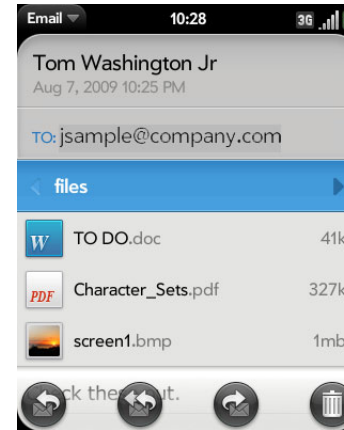 Email
10:28
3G
Tom Washington Jr
Aug 7, 2009 10:25 PM
TO: jsample@company.com
files
W TO DO.doc 41k
PDF Character_Sets.pdf 327k
screen1.bmp 1mb